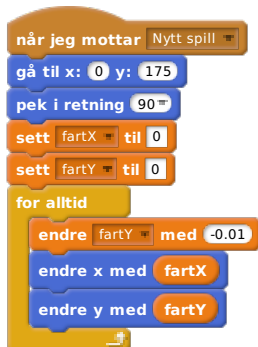 når jeg mottar Nytt spill
gå til x: 0 y: 175
pek i retning 90
sett fartX til 0
sett fartY til 0
for alltid
endre fartY med -0.01
endre x med fartX
endre y med fartY